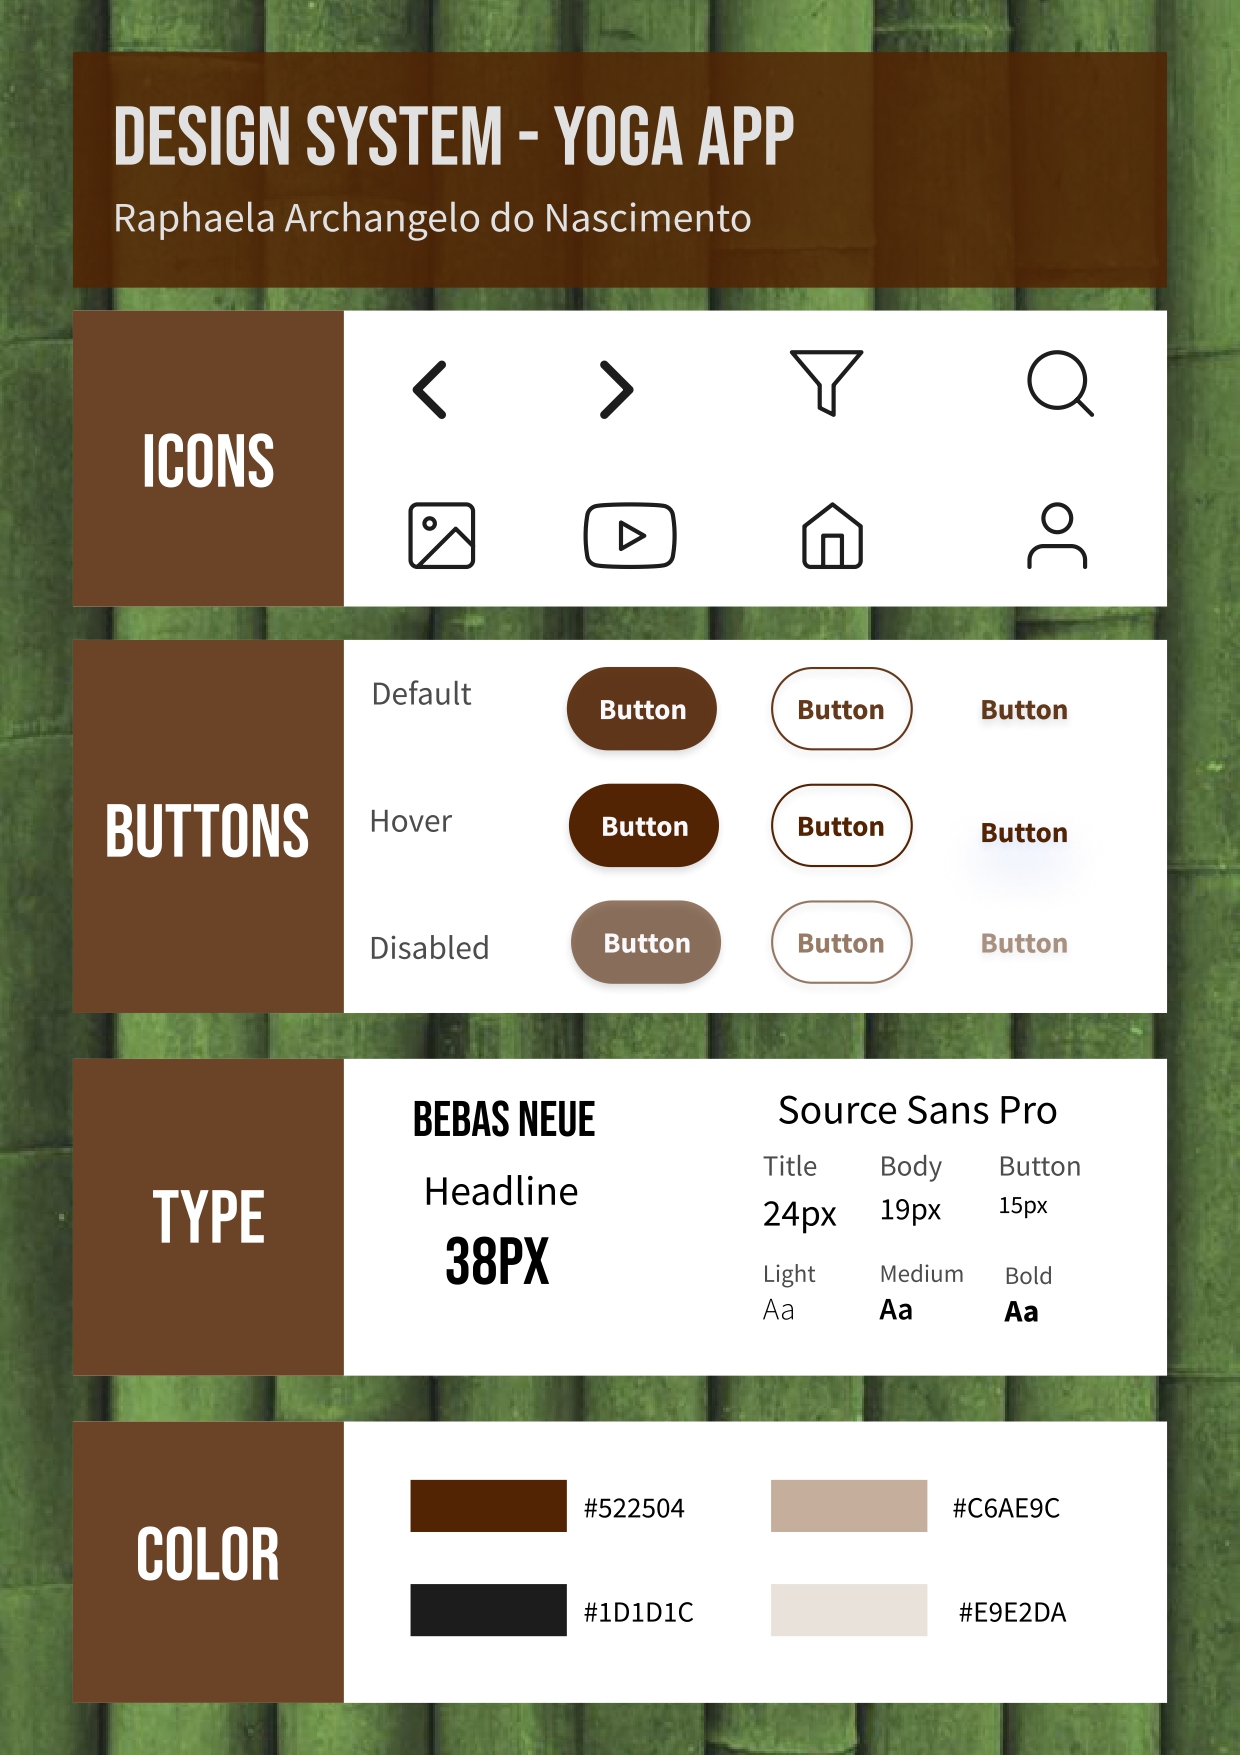 DESIGN SYSTEM - YOGA APP
Raphaela Archangelo do Nascimento
ICONS
BUTTONS
Default
Button Button Button
Hover
Button Button Button
Disabled
Button Button Button
TYPE
BEBAS NEUE
Headline
38PX
Source Sans Pro
Title Body Button
24px 19px 15px
Light Medium Bold
Aa Aa Aa
COLOR
#522504 #C6AE9C
#1D1D1C #E9E2DA